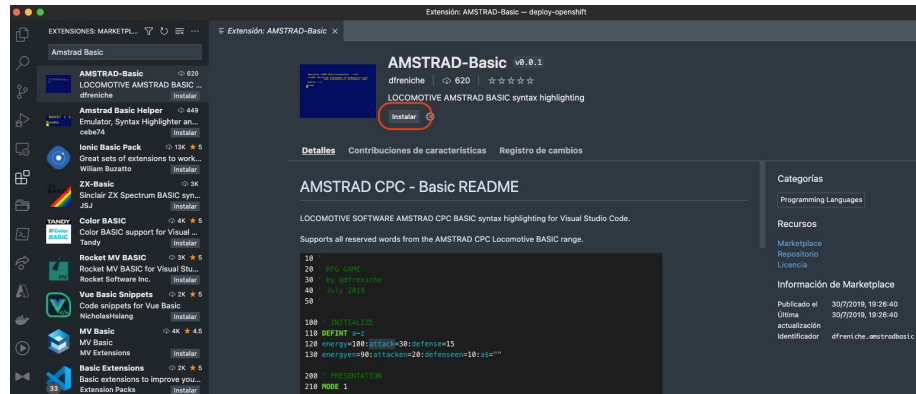 Extensión: AMSTRAD-Basic — deploy-openshift
EXTENSIONES: MARKETPL...
Amstrad Basic
AMSTRAD-Basic 620
LOCOMOTIVE AMSTRAD BASIC ...
dfreniche Instalar
Amstrad Basic Helper 449
Emulator, Syntax Highlighter an...
cebe74 Instalar
Ionic Basic Pack 13K ★ 5
Great sets of extensions to work...
Willam Buzatto Instalar
ZX-Basic 3K
Sinclair ZX Spectrum BASIC syn...
JSJ Instalar
TANDY
Color BASIC 4K ★ 5
Color BASIC support for Visual ...
Tandy Instalar
Rocket MV BASIC 3K ★ 5
Rocket MV BASIC for Visual Stu...
Rocket Software Inc. Instalar
Vue Basic Snippets 2K ★ 5
Code snippets for Vue Basic
NicholasHsiang Instalar
MV Basic 4K ★ 4.5
MV Basic
MV Extensions Instalar
Basic Extensions 2K ★ 5
Basic extensions to improve you...
Extension Packs Instalar
33
Extensión: AMSTRAD-Basic ×
AMSTRAD-Basic v0.0.1
dfreniche | 620 | ☆☆☆☆☆
LOCOMOTIVE AMSTRAD BASIC syntax highlighting
Instalar
Detalles Contribuciones de características Registro de cambios
AMSTRAD CPC - Basic README
LOCOMOTIVE SOFTWARE AMSTRAD CPC BASIC syntax highlighting for Visual Studio Code.
Supports all reserved words from the AMSTRAD CPC Locomotive BASIC range.
10 '
20 ' RPG GAME
30 ' by @dfreniche
40 ' July 2019
50 '
100 ' INITIALIZE
110 DEFINT a-z
120 energy=100:attack=30:defense=15
130 energyen=90:attacken=20:defenseen=10:a$=""
200 ' PRESENTATION
210 MODE 1
Categorías
Programming Languages
Recursos
Marketplace
Repositorio
Licencia
Información de Marketplace
Publicado el 30/7/2019, 19:26:40
Última 30/7/2019, 19:26:40
actualización
Identificador dfreniche.amstradbasic